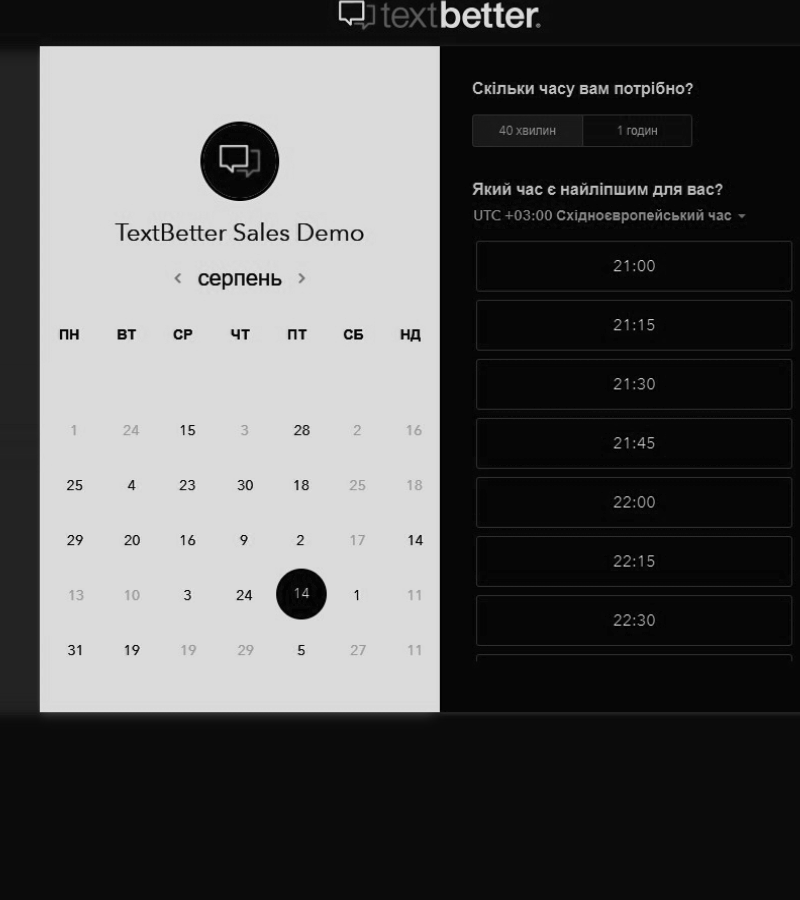 textbetter.
TextBetter Sales Demo
серпень
ПН ВТ СР ЧТ ПТ СБ НД
1 24 15 3 28 2 16
25 4 23 30 18 25 18
29 20 16 9 2 17 14
13 10 3 24 14 1 11
31 19 19 29 5 27 11
Скільки часу вам потрібно?
40 хвилин 1 годин
Який час є найліпшим для вас?
UTC +03:00 Східноєвропейський час
21:00
21:15
21:30
21:45
22:00
22:15
22:30